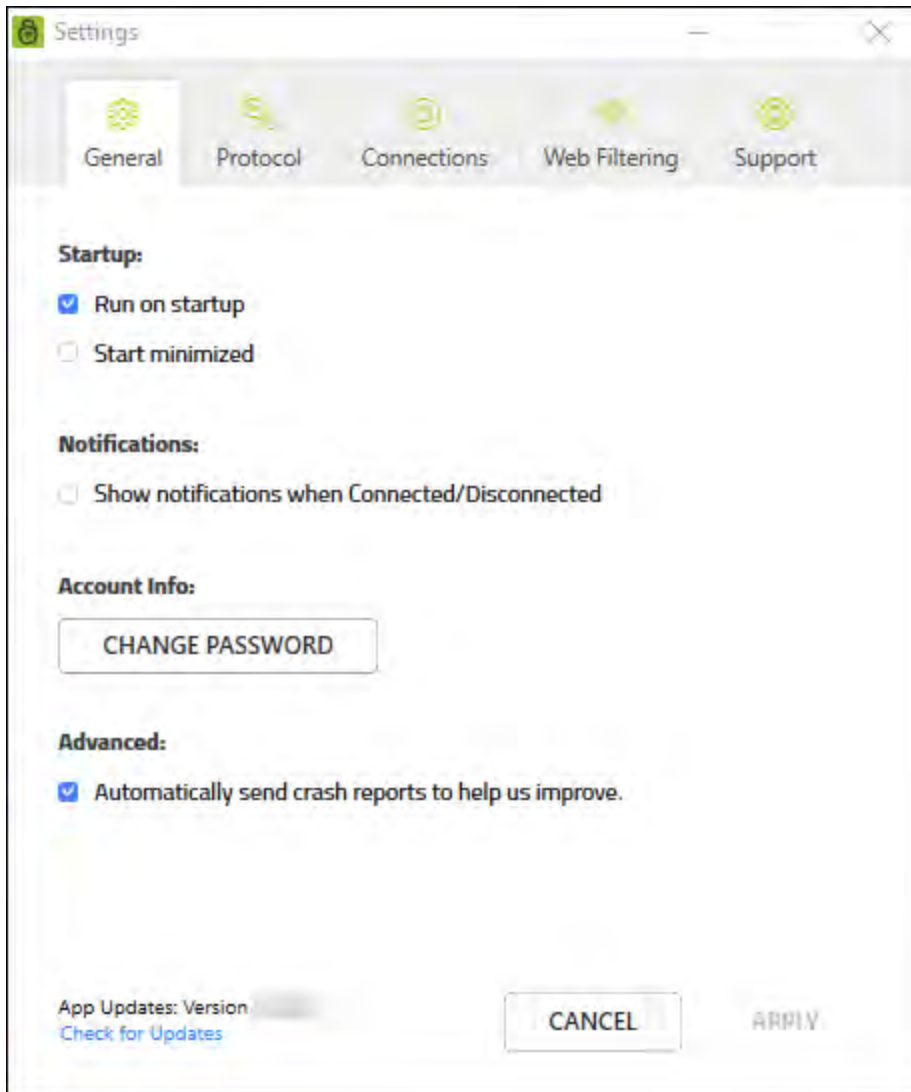 Settings
General Protocol Connections Web Filtering Support
Startup:
Run on startup
Start minimized
Notifications:
Show notifications when Connected/Disconnected
Account Info:
CHANGE PASSWORD
Advanced:
Automatically send crash reports to help us improve.
App Updates: Version
Check for Updates
CANCEL APPLY